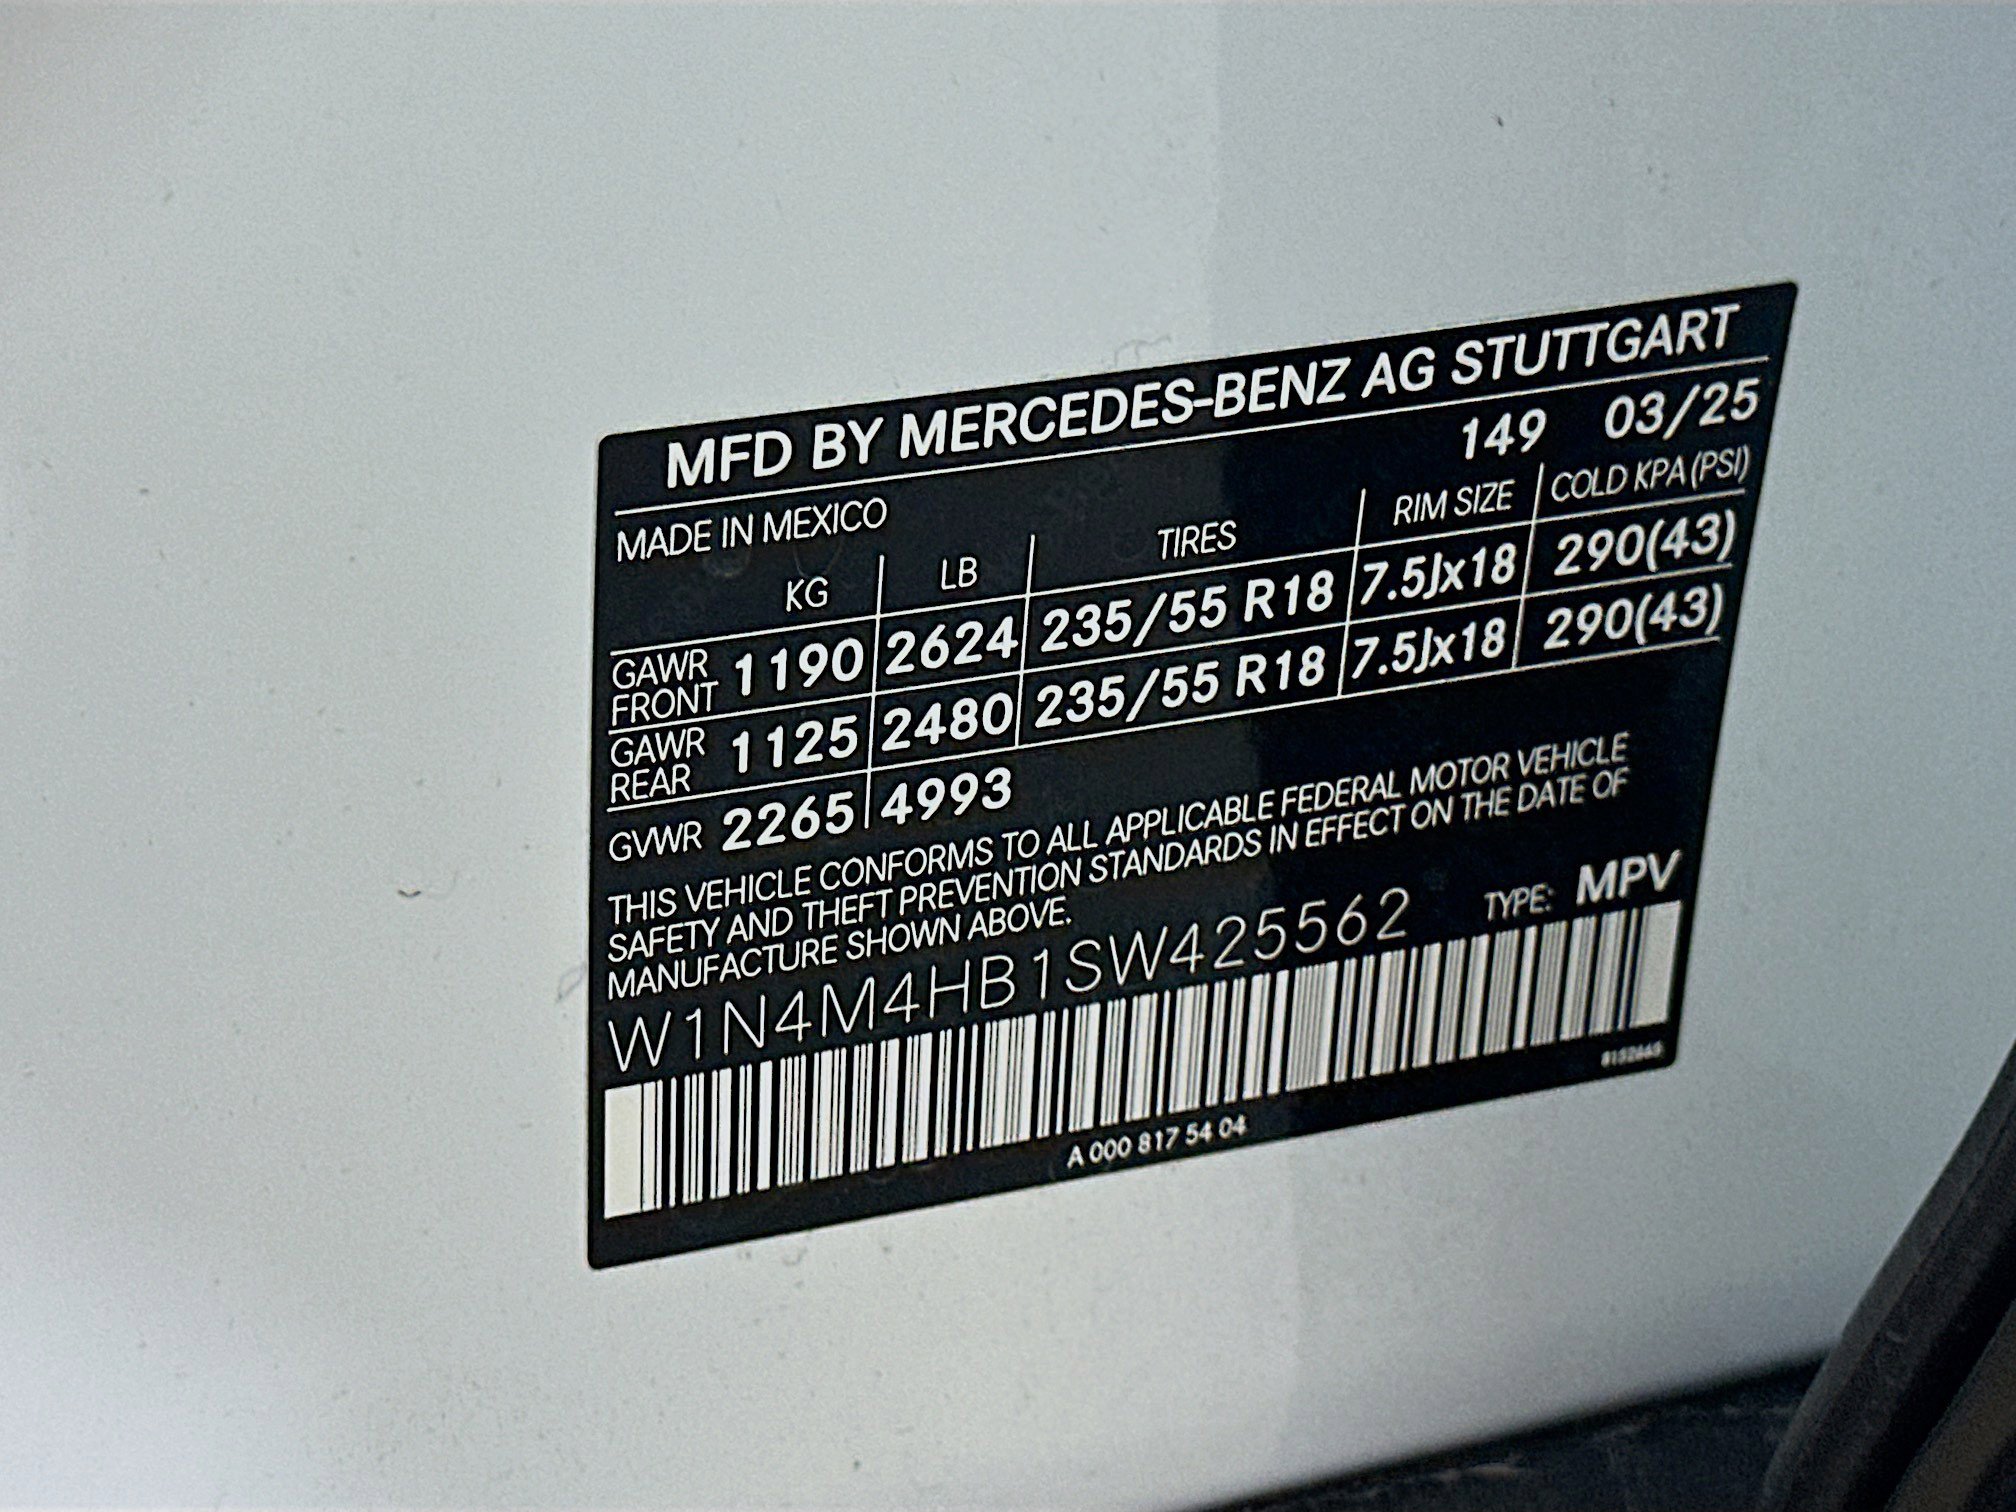 MFD BY MERCEDES-BENZ AG STUTTGART
149 03/25
MADE IN MEXICO
KG LB TIRES RIM SIZE COLD KPA (PSI)
GAWR FRONT 1190 2624 235/55 R18 7.5Jx18 290(43)
GAWR REAR 1125 2480 235/55 R18 7.5Jx18 290(43)
GVWR 2265 4993
THIS VEHICLE CONFORMS TO ALL APPLICABLE FEDERAL MOTOR VEHICLE
SAFETY AND THEFT PREVENTION STANDARDS IN EFFECT ON THE DATE OF
MANUFACTURE SHOWN ABOVE.
W1N4M4HB1SW425562 TYPE: MPV
A 000 817 54 04